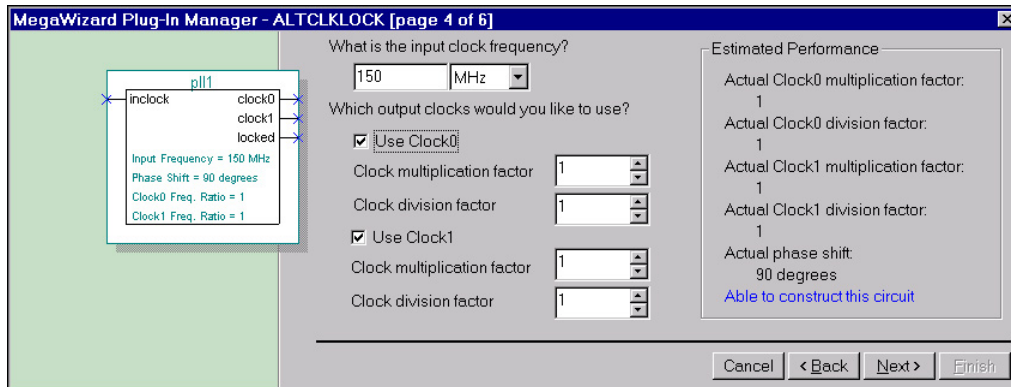 MegaWizard Plug-In Manager - ALTCLKLOCK [page 4 of 6]
pll1
inclock
clock0
clock1
locked
Input Frequency = 150 MHz
Phase Shift = 90 degrees
Clock0 Freq. Ratio = 1
Clock1 Freq. Ratio = 1
What is the input clock frequency?
150 MHz
Which output clocks would you like to use?
Use Clock0
Clock multiplication factor 1
Clock division factor 1
Use Clock1
Clock multiplication factor 1
Clock division factor 1
Estimated Performance
Actual Clock0 multiplication factor:
1
Actual Clock0 division factor:
1
Actual Clock1 multiplication factor:
1
Actual Clock1 division factor:
1
Actual phase shift:
90 degrees
Able to construct this circuit
Cancel < Back Next > Finish